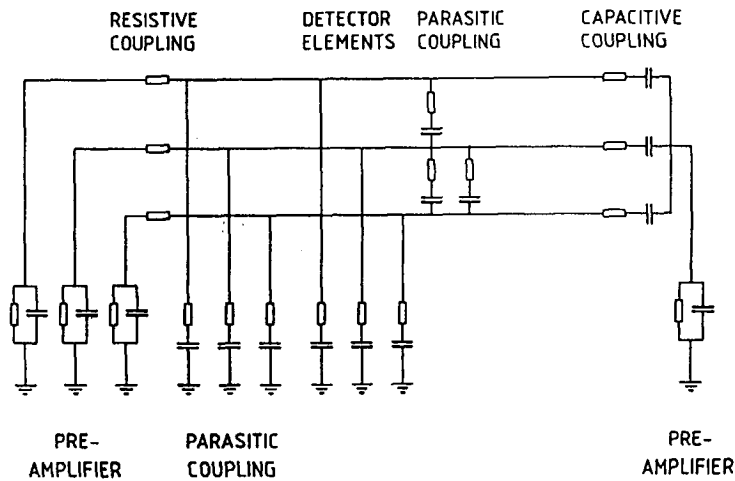 RESISTIVE
COUPLING
DETECTOR
ELEMENTS
PARASITIC
COUPLING
CAPACITIVE
COUPLING
PRE-
AMPLIFIER
PARASITIC
COUPLING
PRE-
AMPLIFIER